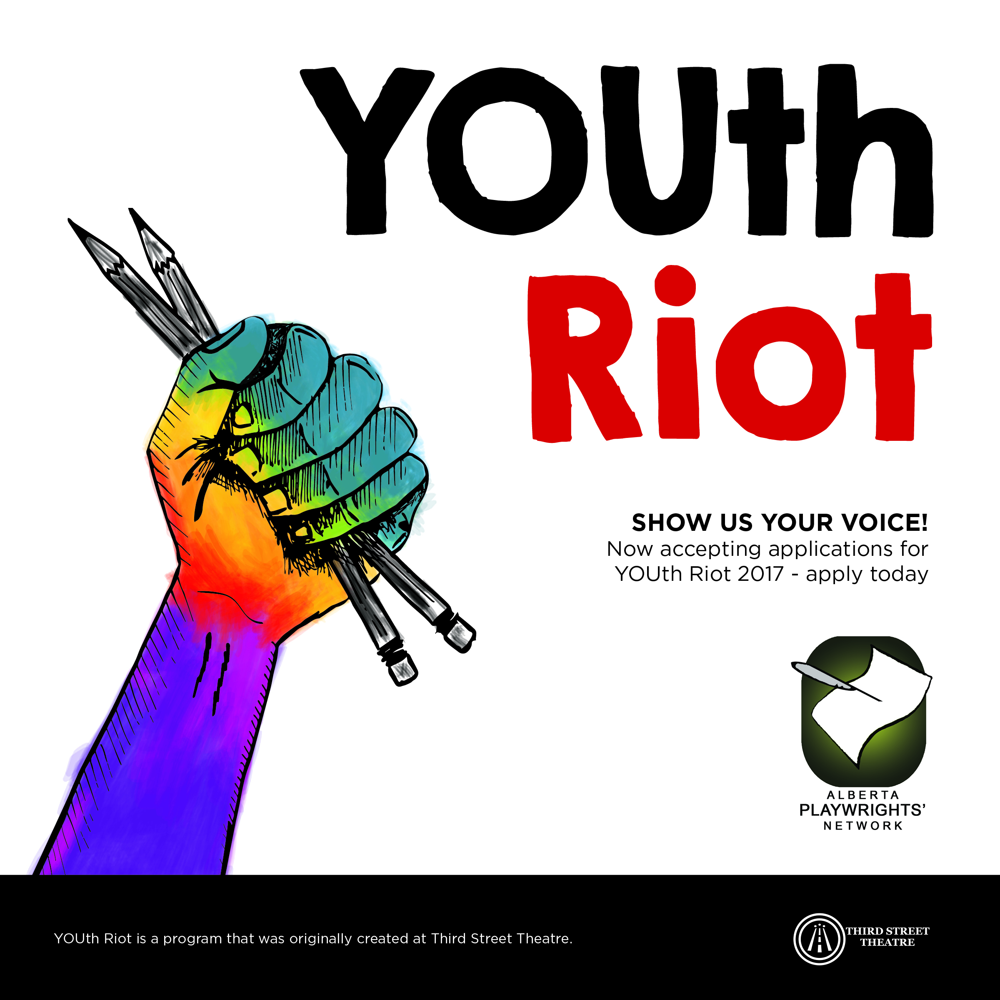 YOUth
Riot
SHOW US YOUR VOICE!
Now accepting applications for
YOUth Riot 2017 - apply today
ALBERTA
PLAYWRIGHTS’
NETWORK
YOUth Riot is a program that was originally created at Third Street Theatre.
THIRD STREET
THEATRE